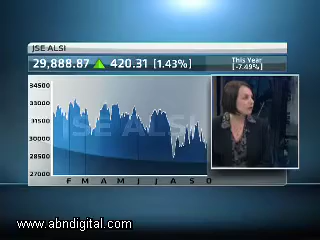 JSE ALSI
29,888.87 420.31 [1.43%]
This Year
[-7.49%]
34500
33000
31500
30000
28500
27000
JSE ALSI
F M A M J J A S O
www.abndigital.com